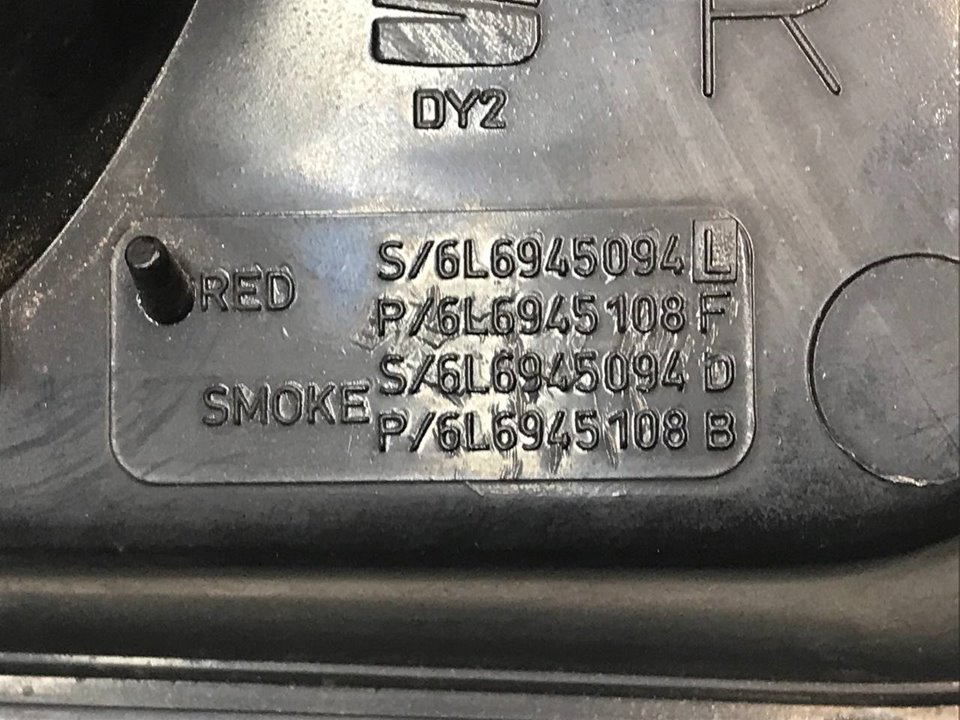 R
DY2
RED
S/6L6945094 L
P/6L6945108 F
SMOKE
S/6L6945094 D
P/6L6945108 B